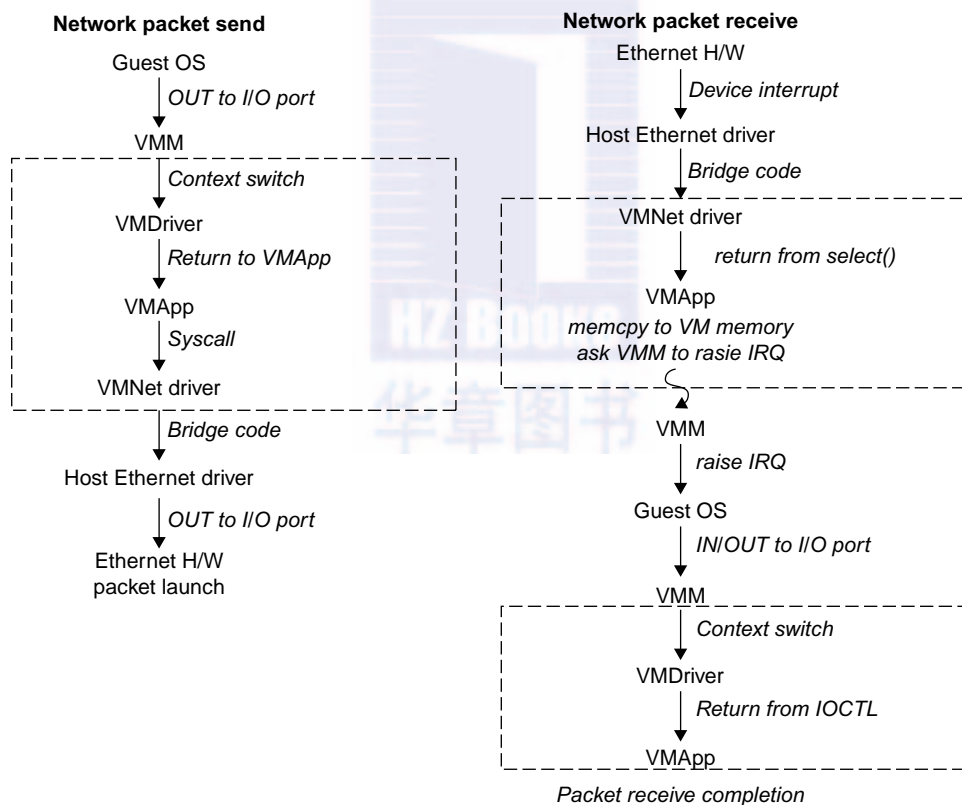 Network packet send
Guest OS
OUT to I/O port
VMM
Context switch
VMDriver
Return to VMApp
VMApp
Syscall
VMNet driver
Bridge code
Host Ethernet driver
OUT to I/O port
Ethernet H/W
packet launch
Network packet receive
Ethernet H/W
Device interrupt
Host Ethernet driver
Bridge code
VMNet driver
return from select()
VMApp
memcpy to VM memory
ask VMM to rasie IRQ
VMM
raise IRQ
Guest OS
IN/OUT to I/O port
VMM
Context switch
VMDriver
Return from IOCTL
VMApp
Packet receive completion
HZ BOOKS
华章图书